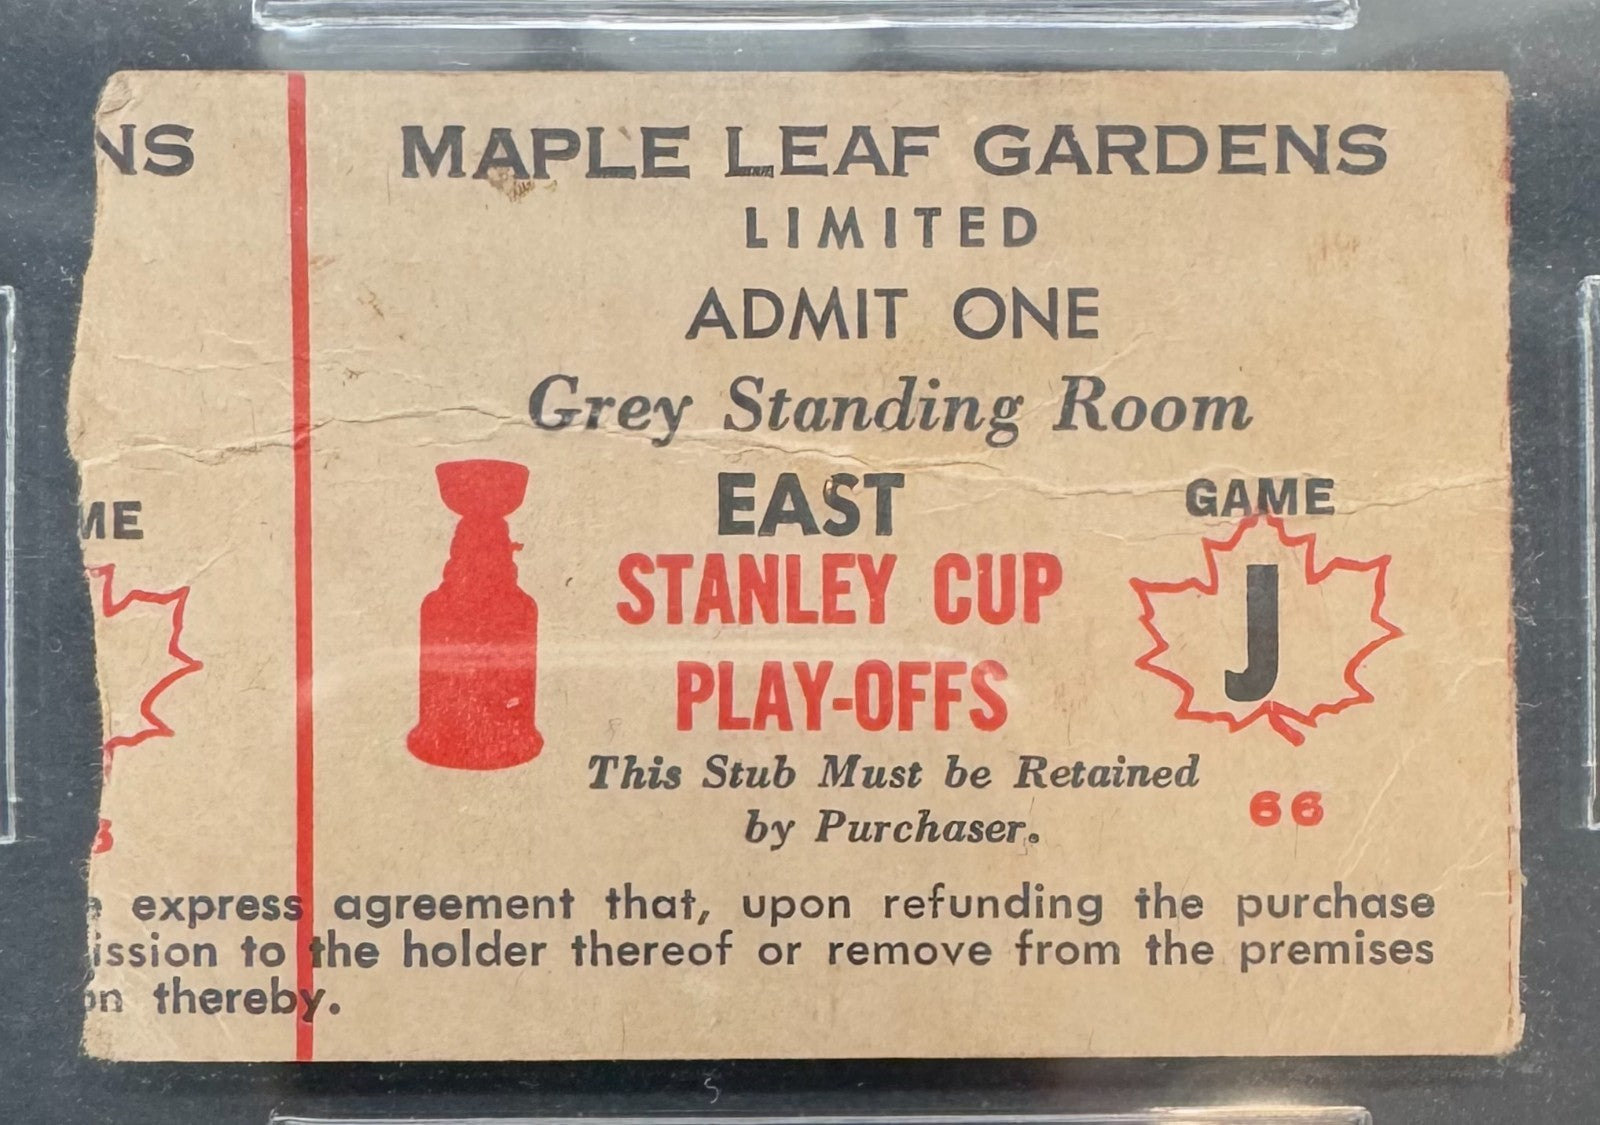 NS MAPLE LEAF GARDENS
LIMITED
ADMIT ONE
Grey Standing Room
EAST
GAME
ME
STANLEY CUP
J
PLAY-OFFS
This Stub Must be Retained
by Purchaser.
66
express agreement that, upon refunding the purchase
ission to the holder thereof or remove from the premises
on thereby.